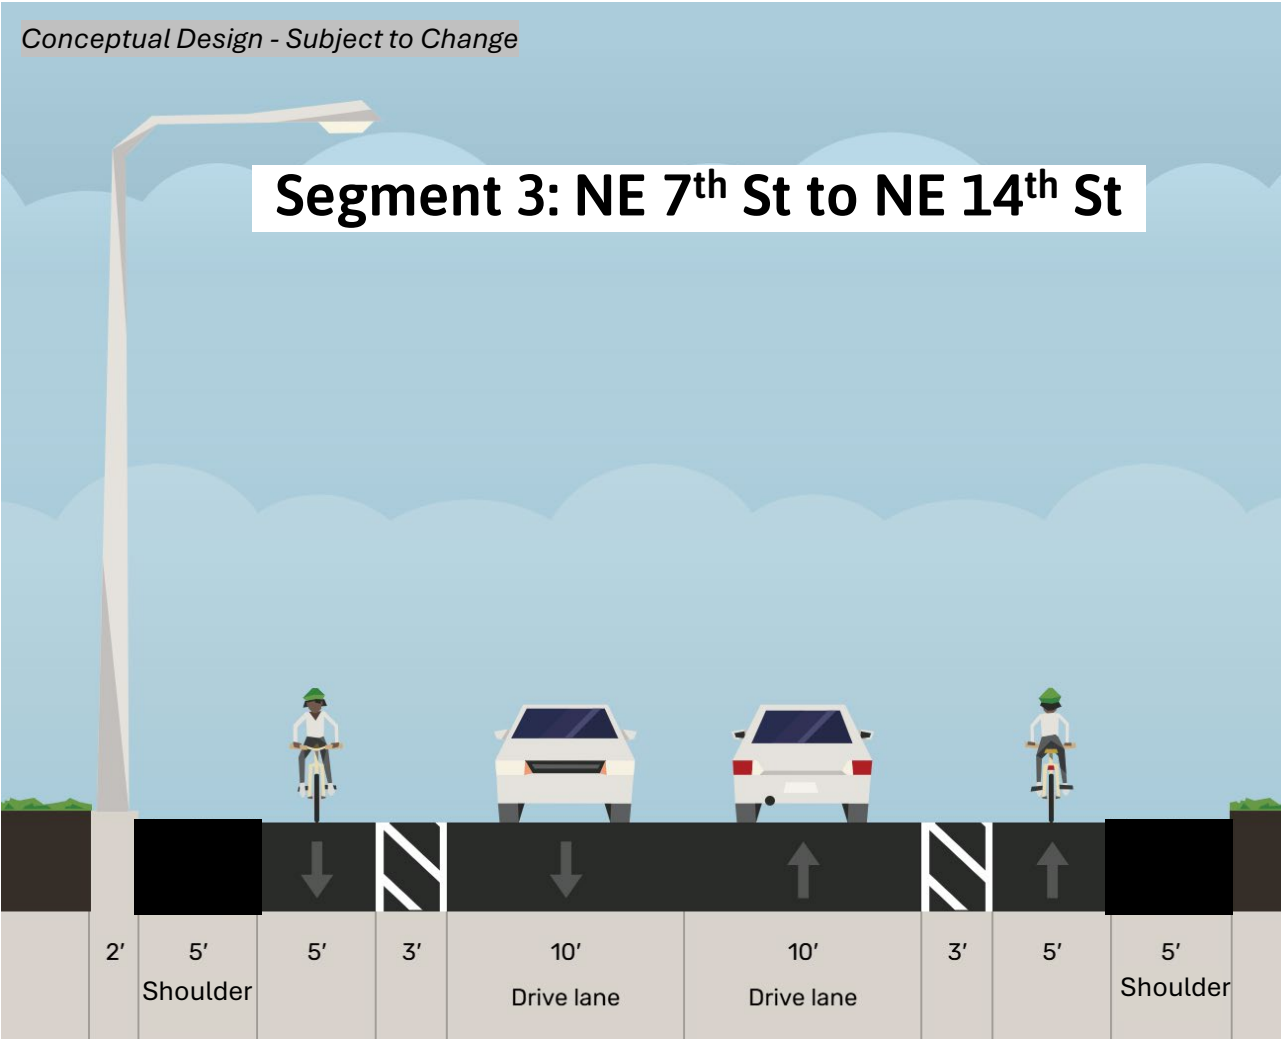 Conceptual Design - Subject to Change
Segment 3: NE 7th St to NE 14th St
2′ 5′ 5′ 3′ 10′ 10′ 3′ 5′ 5′
Shoulder Drive lane Drive lane Shoulder